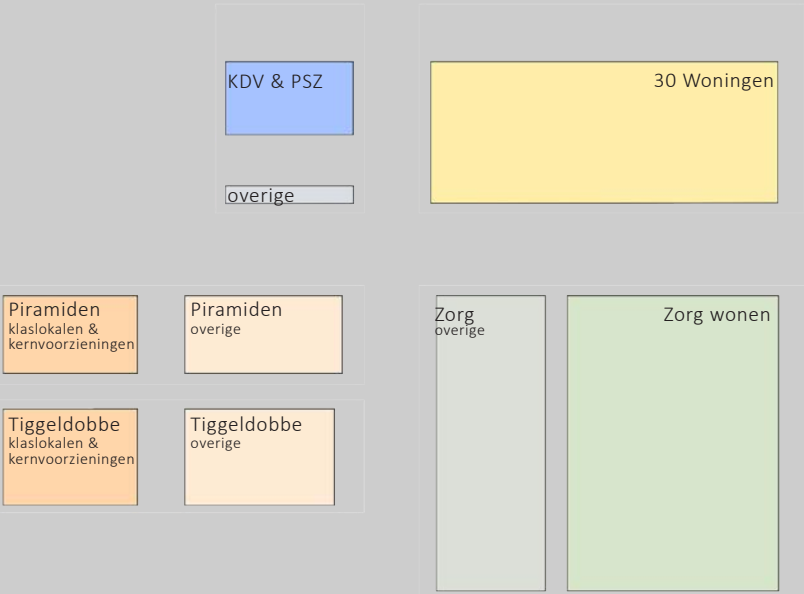 KDV & PSZ
30 Woningen
overige
Piramiden
klaslokalen &
kernvoorzieningen
Piramiden
overige
Zorg
overige
Zorg wonen
Tiggeldobbe
klaslokalen &
kernvoorzieningen
Tiggeldobbe
overige